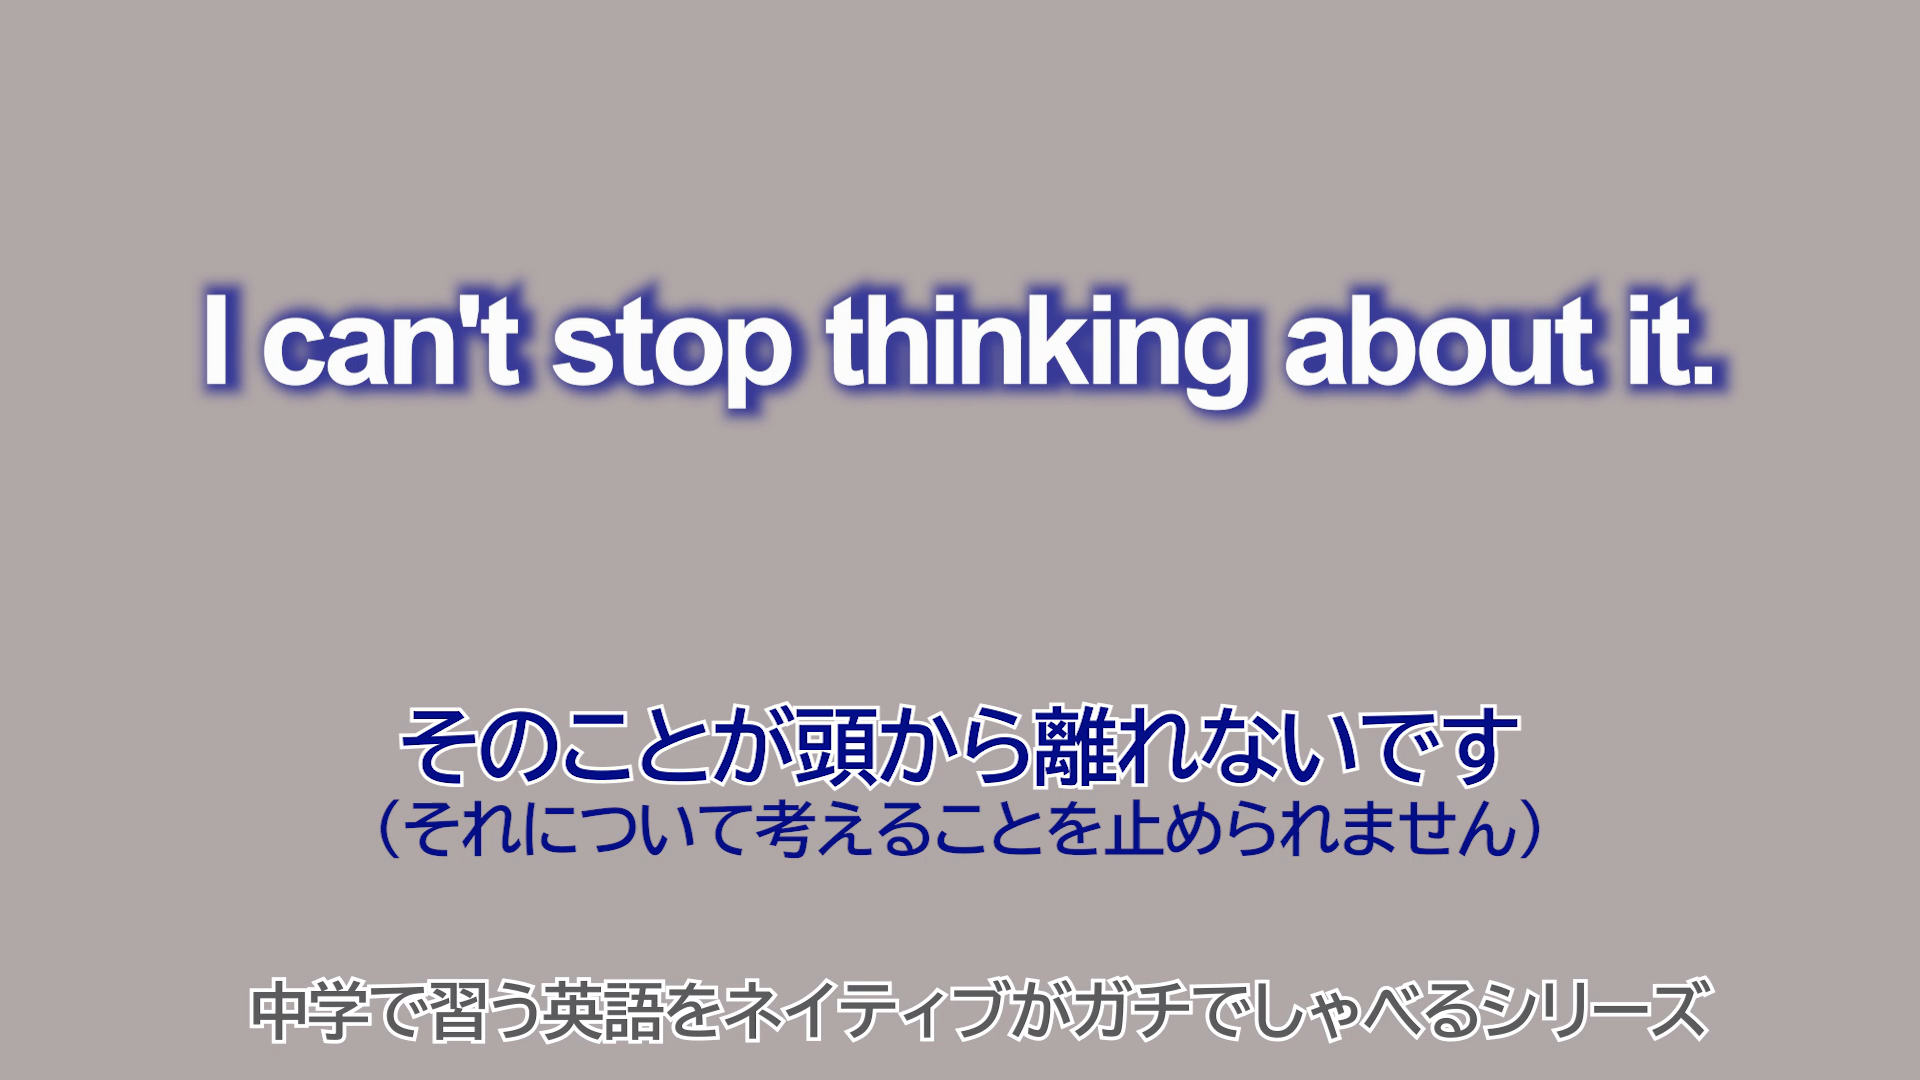 I can't stop thinking about it.
そのことが頭から離れないです
（それについて考えることを止められません）
中学で習う英語をネイティブがガチでしゃべるシリーズ